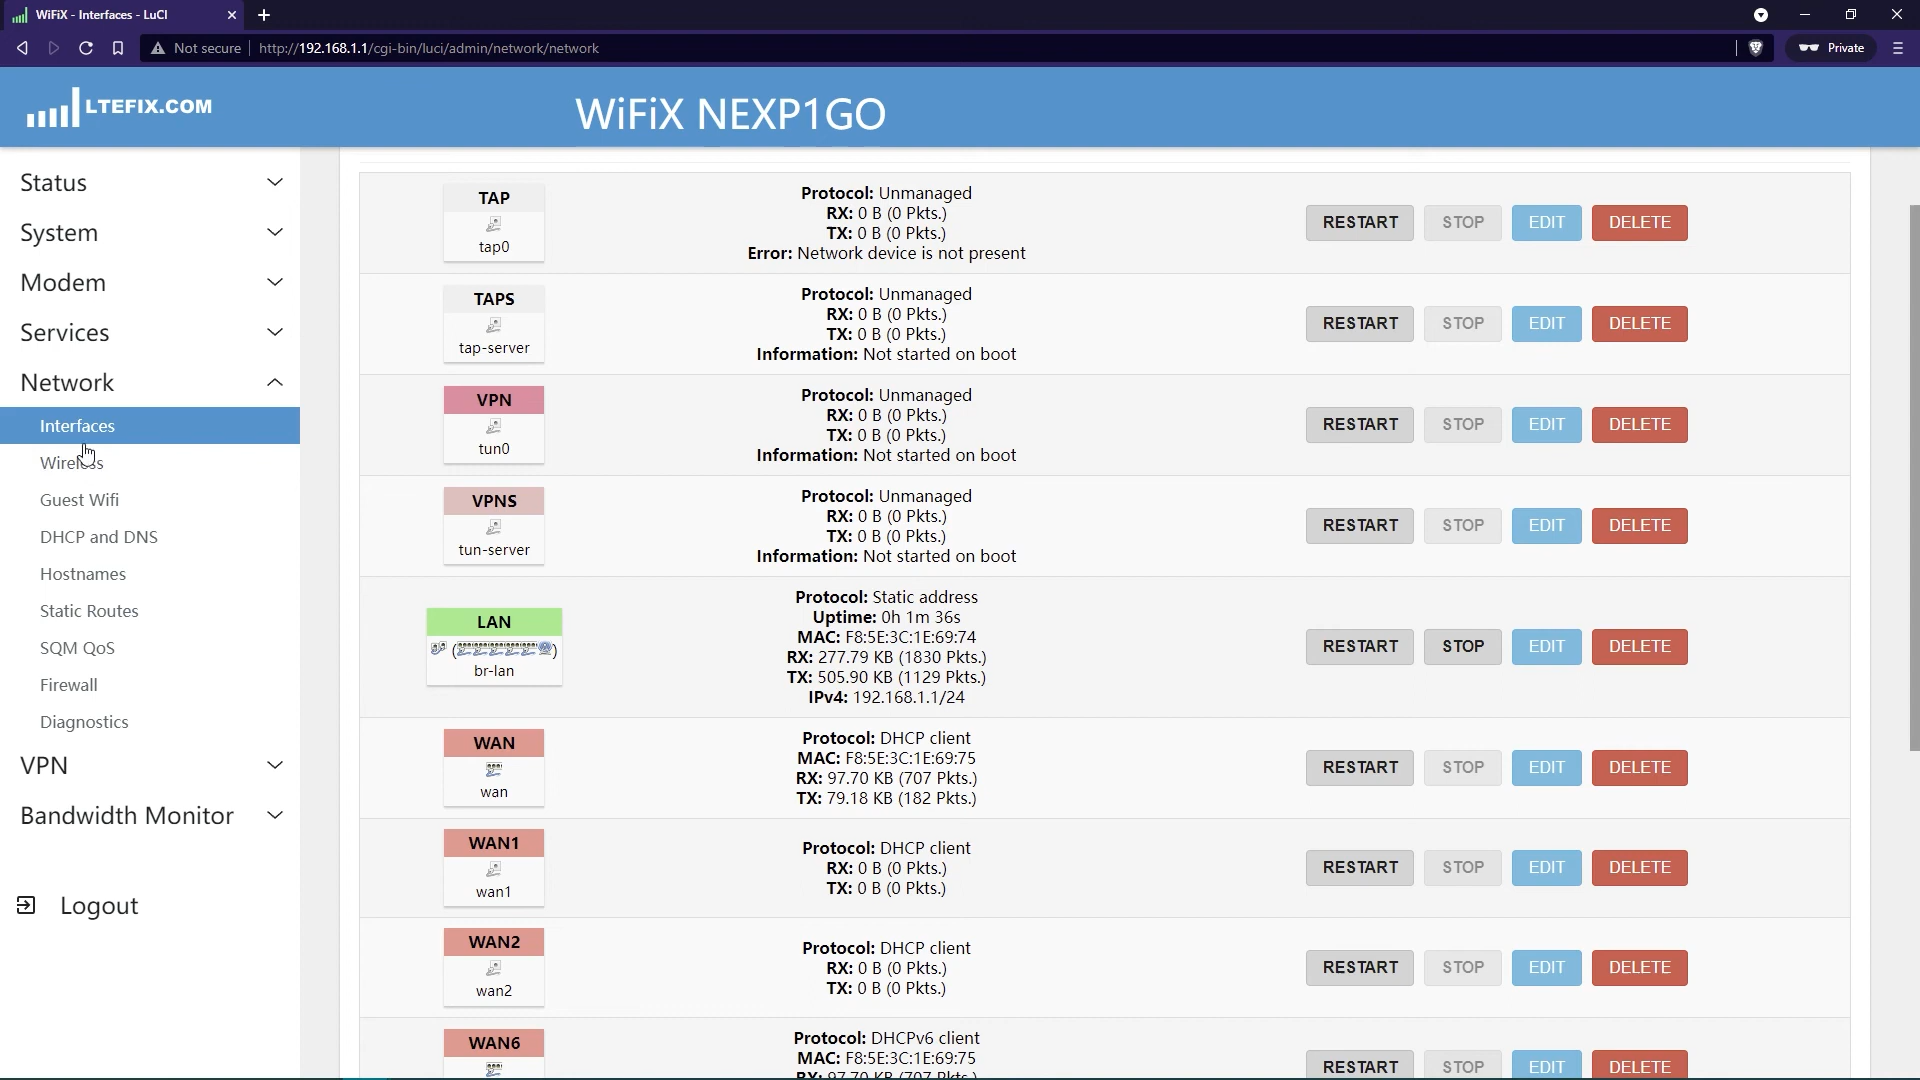 WiFiX - Interfaces - LuCI
Not secure
http://192.168.1.1/cgi-bin/luci/admin/network/network
Private
LTEFIX.COM
WiFiX NEXP1GO
Status
System
Modem
Services
Network
Interfaces
Wireless
Guest Wifi
DHCP and DNS
Hostnames
Static Routes
SQM QoS
Firewall
Diagnostics
VPN
Bandwidth Monitor
Logout
TAP
tap0
Protocol: Unmanaged
RX: 0 B (0 Pkts.)
TX: 0 B (0 Pkts.)
Error: Network device is not present
RESTART STOP EDIT DELETE
TAPS
tap-server
Protocol: Unmanaged
RX: 0 B (0 Pkts.)
TX: 0 B (0 Pkts.)
Information: Not started on boot
RESTART STOP EDIT DELETE
VPN
tun0
Protocol: Unmanaged
RX: 0 B (0 Pkts.)
TX: 0 B (0 Pkts.)
Information: Not started on boot
RESTART STOP EDIT DELETE
VPNS
tun-server
Protocol: Unmanaged
RX: 0 B (0 Pkts.)
TX: 0 B (0 Pkts.)
Information: Not started on boot
RESTART STOP EDIT DELETE
LAN
br-lan
Protocol: Static address
Uptime: 0h 1m 36s
MAC: F8:5E:3C:1E:69:74
RX: 277.79 KB (1830 Pkts.)
TX: 505.90 KB (1129 Pkts.)
IPv4: 192.168.1.1/24
RESTART STOP EDIT DELETE
WAN
wan
Protocol: DHCP client
MAC: F8:5E:3C:1E:69:75
RX: 97.70 KB (707 Pkts.)
TX: 79.18 KB (182 Pkts.)
RESTART STOP EDIT DELETE
WAN1
wan1
Protocol: DHCP client
RX: 0 B (0 Pkts.)
TX: 0 B (0 Pkts.)
RESTART STOP EDIT DELETE
WAN2
wan2
Protocol: DHCP client
RX: 0 B (0 Pkts.)
TX: 0 B (0 Pkts.)
RESTART STOP EDIT DELETE
WAN6
Protocol: DHCPv6 client
MAC: F8:5E:3C:1E:69:75
RX: 97.70 KB (707 Pkts.)
RESTART STOP EDIT DELETE